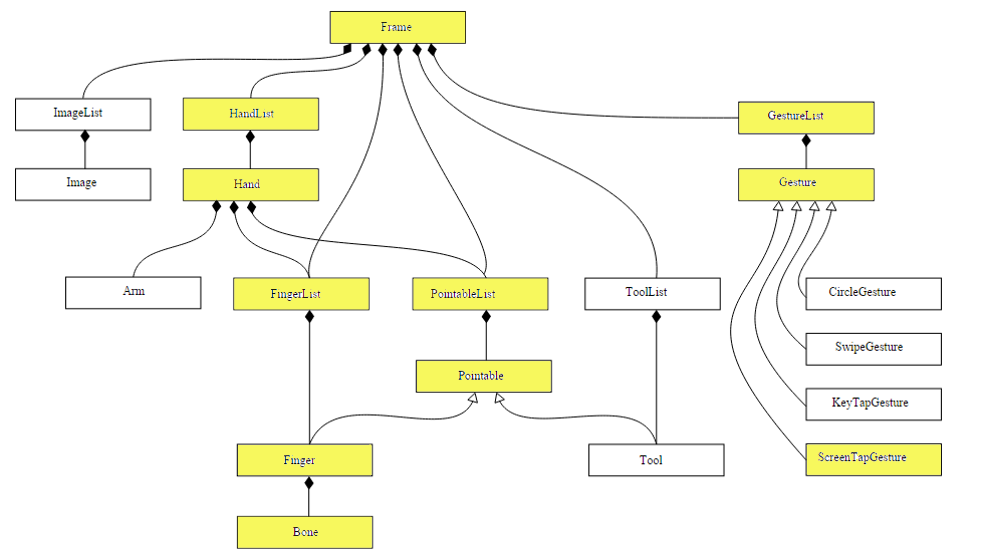 Frame
ImageList
HandList
GestureList
Image
Hand
Gesture
Arm
FingerList
PointableList
ToolList
CircleGesture
SwipeGesture
Pointable
KeyTapGesture
Finger
Tool
ScreenTapGesture
Bone